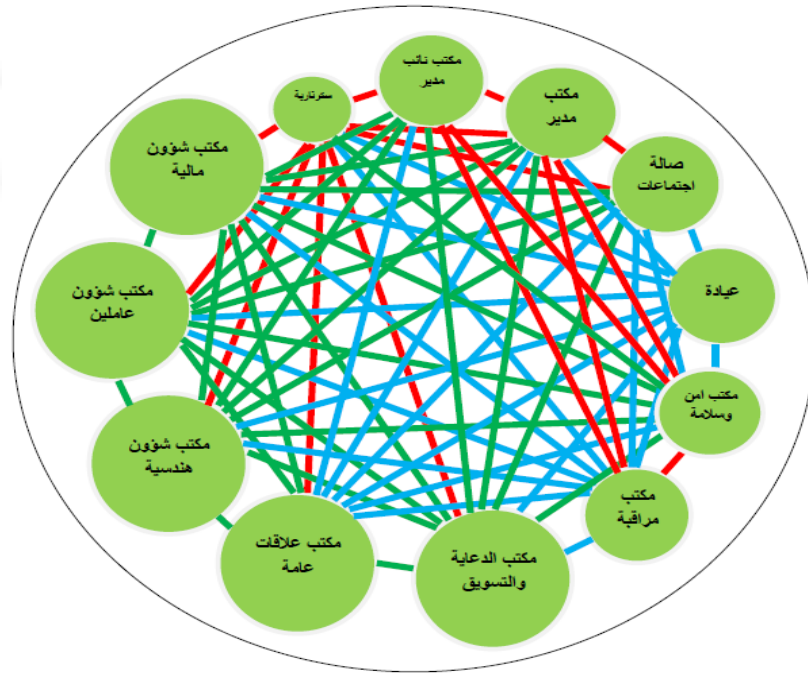 مكتب نائب
مدير
مكتب
مدير
صالة
اجتماعات
عيادة
مكتب امن
وسلامة
مكتب
مراقبة
مكتب الدعاية
والتسويق
مكتب علاقات
عامة
مكتب شؤون
هندسية
مكتب شؤون
عاملين
مكتب شؤون
مالية
سكرتارية